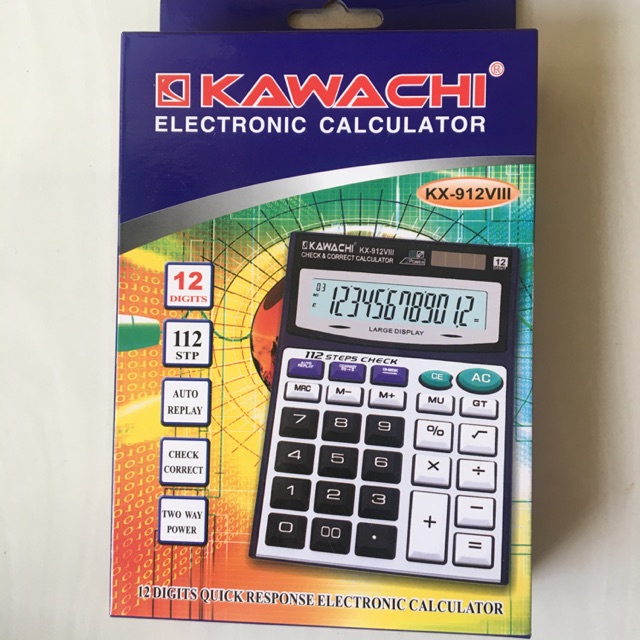 KAWACHI®
ELECTRONIC CALCULATOR
KX-912VIII
12
DIGITS
112
STP
AUTO
REPLAY
CHECK
CORRECT
TWO WAY
POWER
KAWACHI KX-912VIII
CHECK & CORRECT CALCULATOR
12
123456789012.
LARGE DISPLAY
112 STEPS CHECK
CE AC
MRC M− M+ MU GT
7 8 9 % √
4 5 6 × ÷
1 2 3 + −
0 00 . =
12 DIGITS QUICK RESPONSE ELECTRONIC CALCULATOR